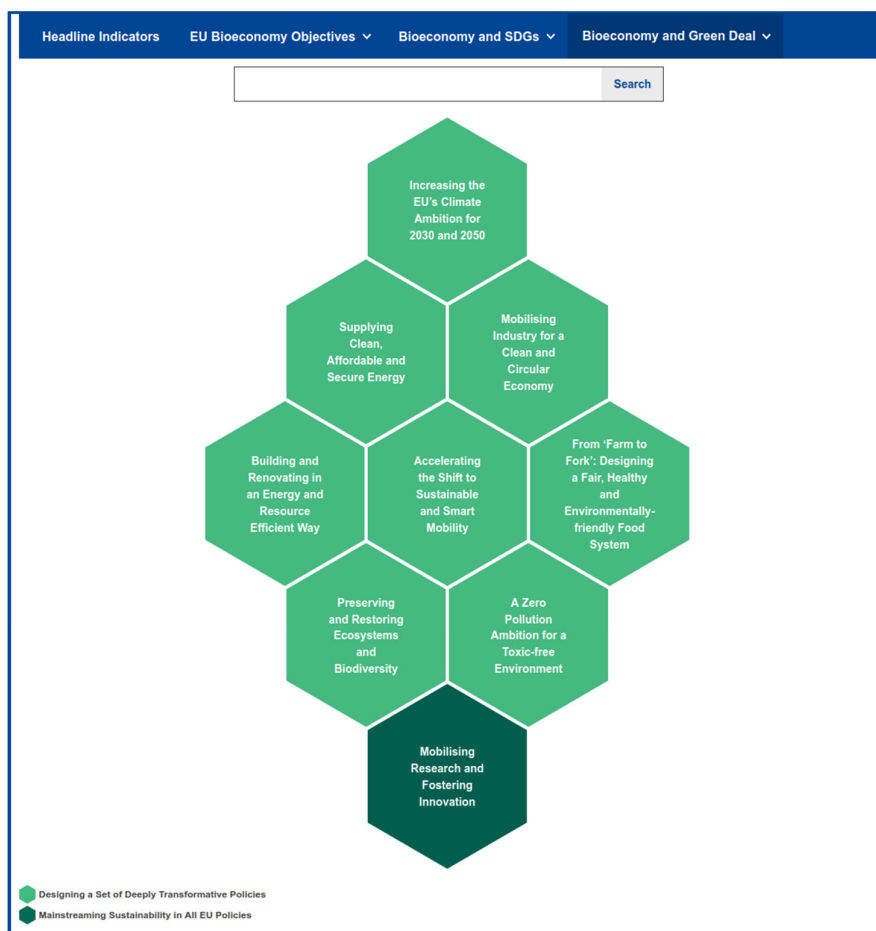 Headline Indicators
EU Bioeconomy Objectives
Bioeconomy and SDGs
Bioeconomy and Green Deal
Search
Increasing the
EU's Climate
Ambition for
2030 and 2050
Supplying
Clean,
Affordable and
Secure Energy
Mobilising
Industry for a
Clean and
Circular
Economy
Building and
Renovating in
an Energy and
Resource
Efficient Way
Accelerating
the Shift to
Sustainable
and Smart
Mobility
From ‘Farm to
Fork’: Designing
a Fair, Healthy
and
Environmentally-
friendly Food
System
Preserving
and Restoring
Ecosystems
and
Biodiversity
A Zero
Pollution
Ambition for a
Toxic-free
Environment
Mobilising
Research and
Fostering
Innovation
Designing a Set of Deeply Transformative Policies
Mainstreaming Sustainability in All EU Policies